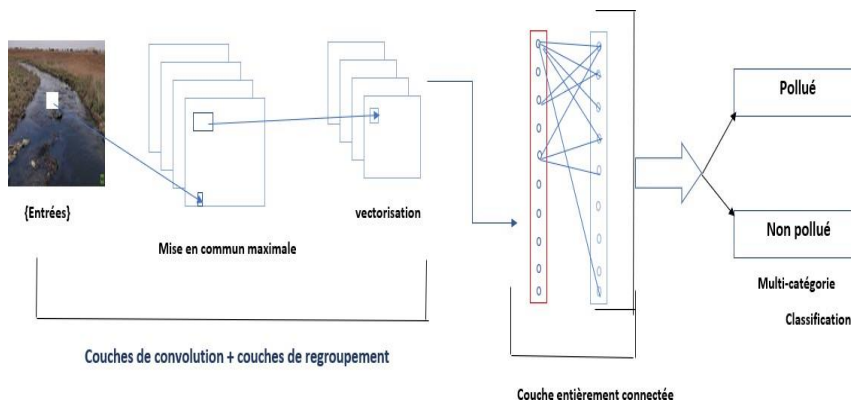 {Entrées}
Mise en commun maximale
vectorisation
Couches de convolution + couches de regroupement
Couche entièrement connectée
Pollué
Non pollué
Multi-catégorie
Classification